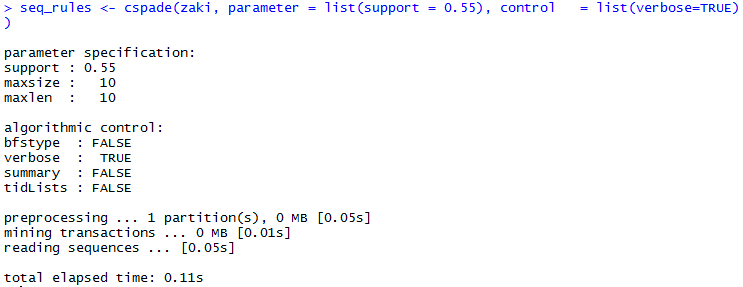 > seq_rules <- cspade(zaki, parameter = list(support = 0.55), control   = list(verbose=TRUE)
)

parameter specification:
support : 0.55
maxsize :   10
maxlen  :   10

algorithmic control:
bfstype  : FALSE
verbose  :  TRUE
summary  : FALSE
tidLists : FALSE

preprocessing ... 1 partition(s), 0 MB [0.05s]
mining transactions ... 0 MB [0.01s]
reading sequences ... [0.05s]

total elapsed time: 0.11s